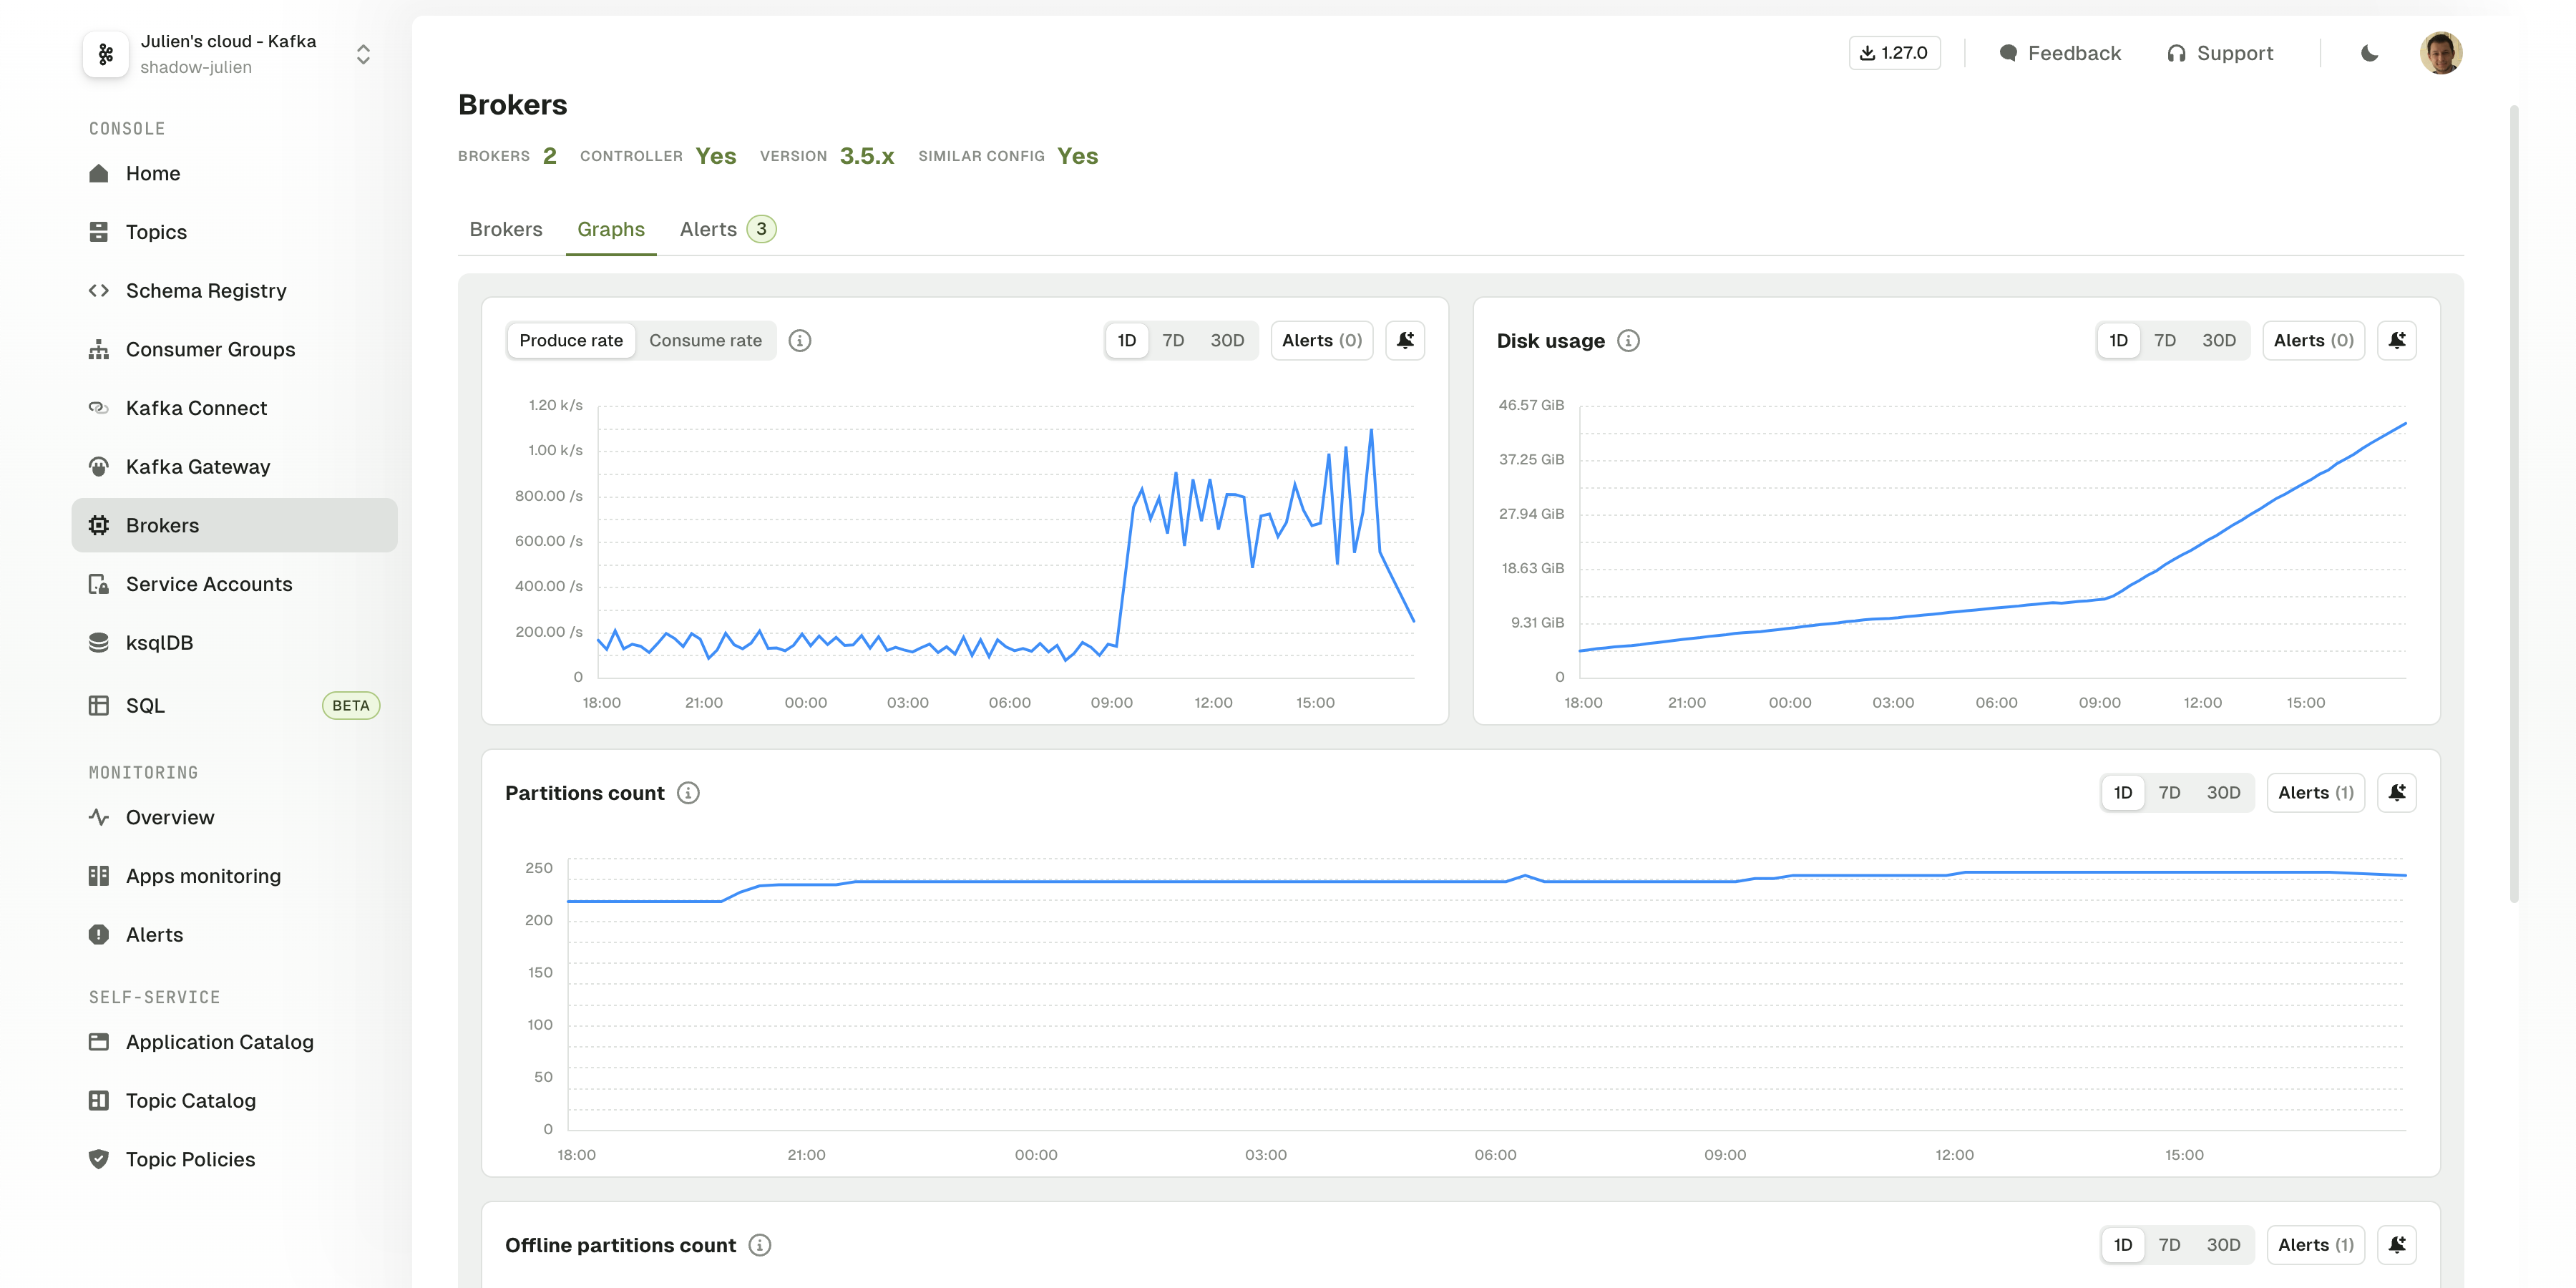 Julien's cloud - Kafka
shadow-julien
CONSOLE
Home
Topics
Schema Registry
Consumer Groups
Kafka Connect
Kafka Gateway
Brokers
Service Accounts
ksqlDB
SQL BETA
MONITORING
Overview
Apps monitoring
Alerts
SELF-SERVICE
Application Catalog
Topic Catalog
Topic Policies
1.27.0 Feedback Support
Brokers
BROKERS 2 CONTROLLER Yes VERSION 3.5.x SIMILAR CONFIG Yes
Brokers Graphs Alerts 3
Produce rate Consume rate 1D 7D 30D Alerts (0)
1.20 k/s
1.00 k/s
800.00 /s
600.00 /s
400.00 /s
200.00 /s
0
18:00 21:00 00:00 03:00 06:00 09:00 12:00 15:00
Disk usage 1D 7D 30D Alerts (0)
46.57 GiB
37.25 GiB
27.94 GiB
18.63 GiB
9.31 GiB
0
18:00 21:00 00:00 03:00 06:00 09:00 12:00 15:00
Partitions count 1D 7D 30D Alerts (1)
250
200
150
100
50
0
18:00 21:00 00:00 03:00 06:00 09:00 12:00 15:00
Offline partitions count 1D 7D 30D Alerts (1)